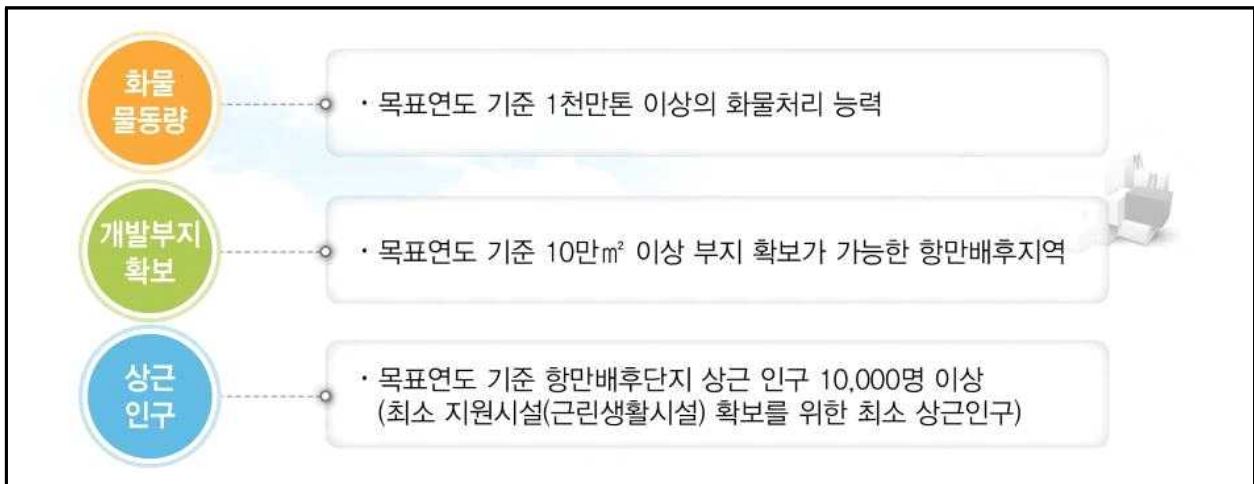 화물
물동량
· 목표연도 기준 1천만톤 이상의 화물처리 능력
개발부지
확보
· 목표연도 기준 10만㎡ 이상 부지 확보가 가능한 항만배후지역
상근
인구
· 목표연도 기준 항만배후단지 상근 인구 10,000명 이상
(최소 지원시설(근린생활시설) 확보를 위한 최소 상근인구)